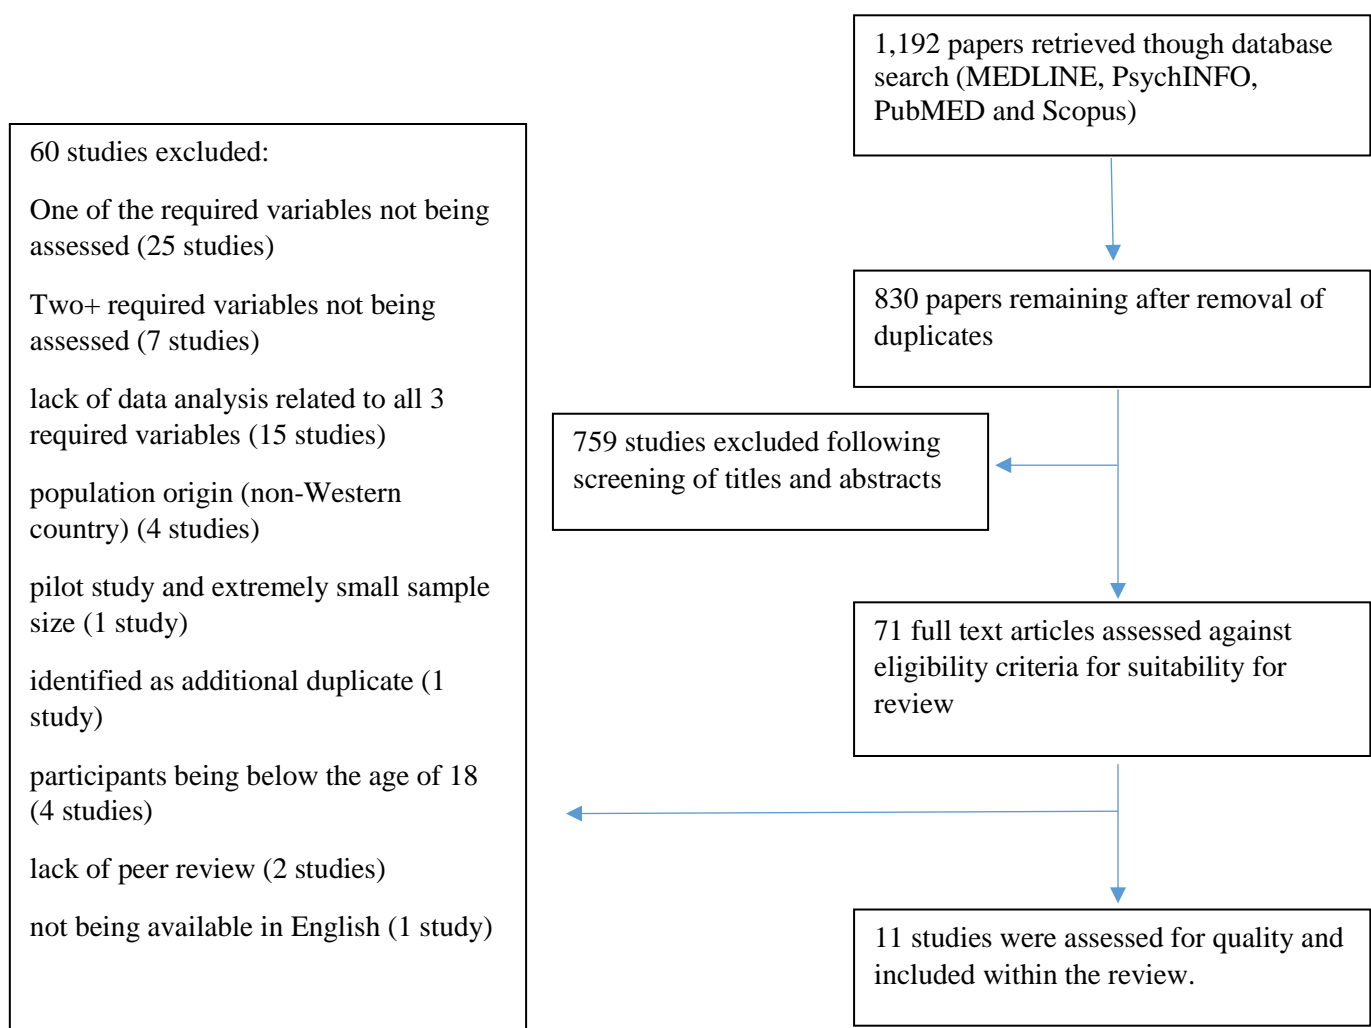 1,192 papers retrieved though database
search (MEDLINE, PsychINFO,
PubMED and Scopus)
830 papers remaining after removal of
duplicates
759 studies excluded following
screening of titles and abstracts
71 full text articles assessed against
eligibility criteria for suitability for
review
60 studies excluded:
One of the required variables not being
assessed (25 studies)
Two+ required variables not being
assessed (7 studies)
lack of data analysis related to all 3
required variables (15 studies)
population origin (non-Western
country) (4 studies)
pilot study and extremely small sample
size (1 study)
identified as additional duplicate (1
study)
participants being below the age of 18
(4 studies)
lack of peer review (2 studies)
not being available in English (1 study)
11 studies were assessed for quality and
included within the review.